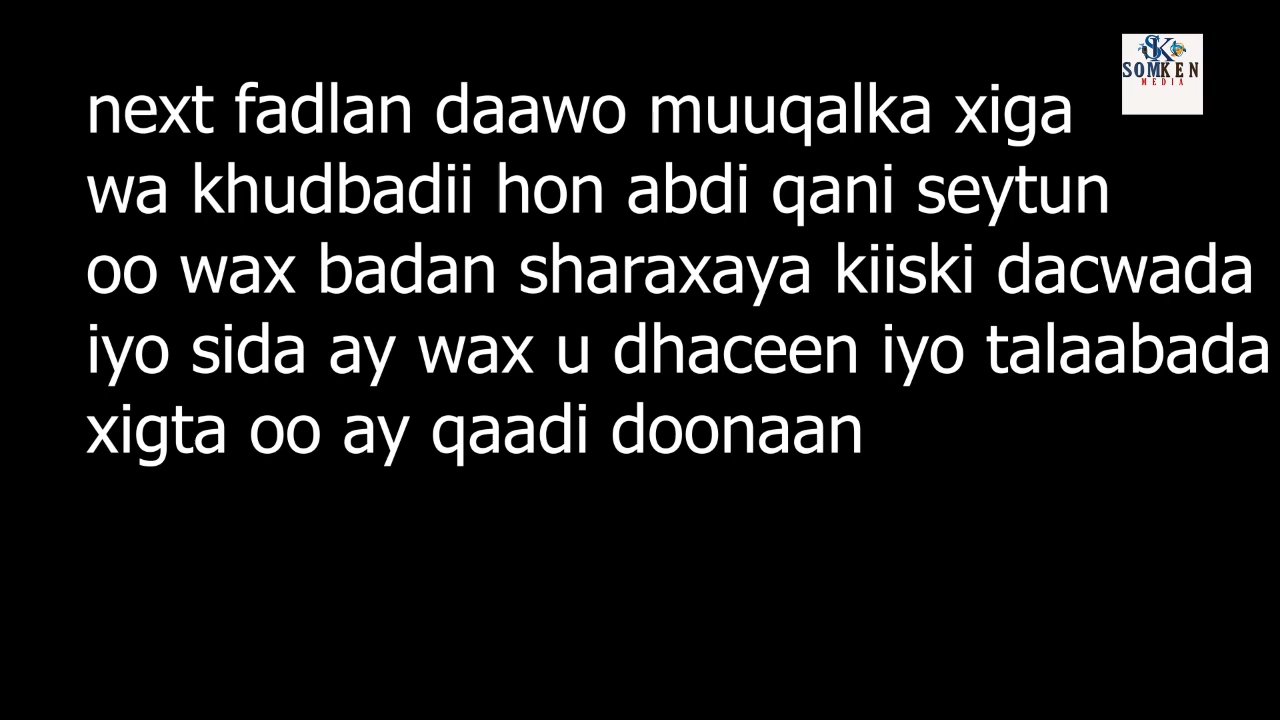 SK
SOMKEN
MEDIA
next fadlan daawo muuqalka xiga
wa khudbadii hon abdi qani seytun
oo wax badan sharaxaya kiiski dacwada
iyo sida ay wax u dhaceen iyo talaabada
xigta oo ay qaadi doonaan